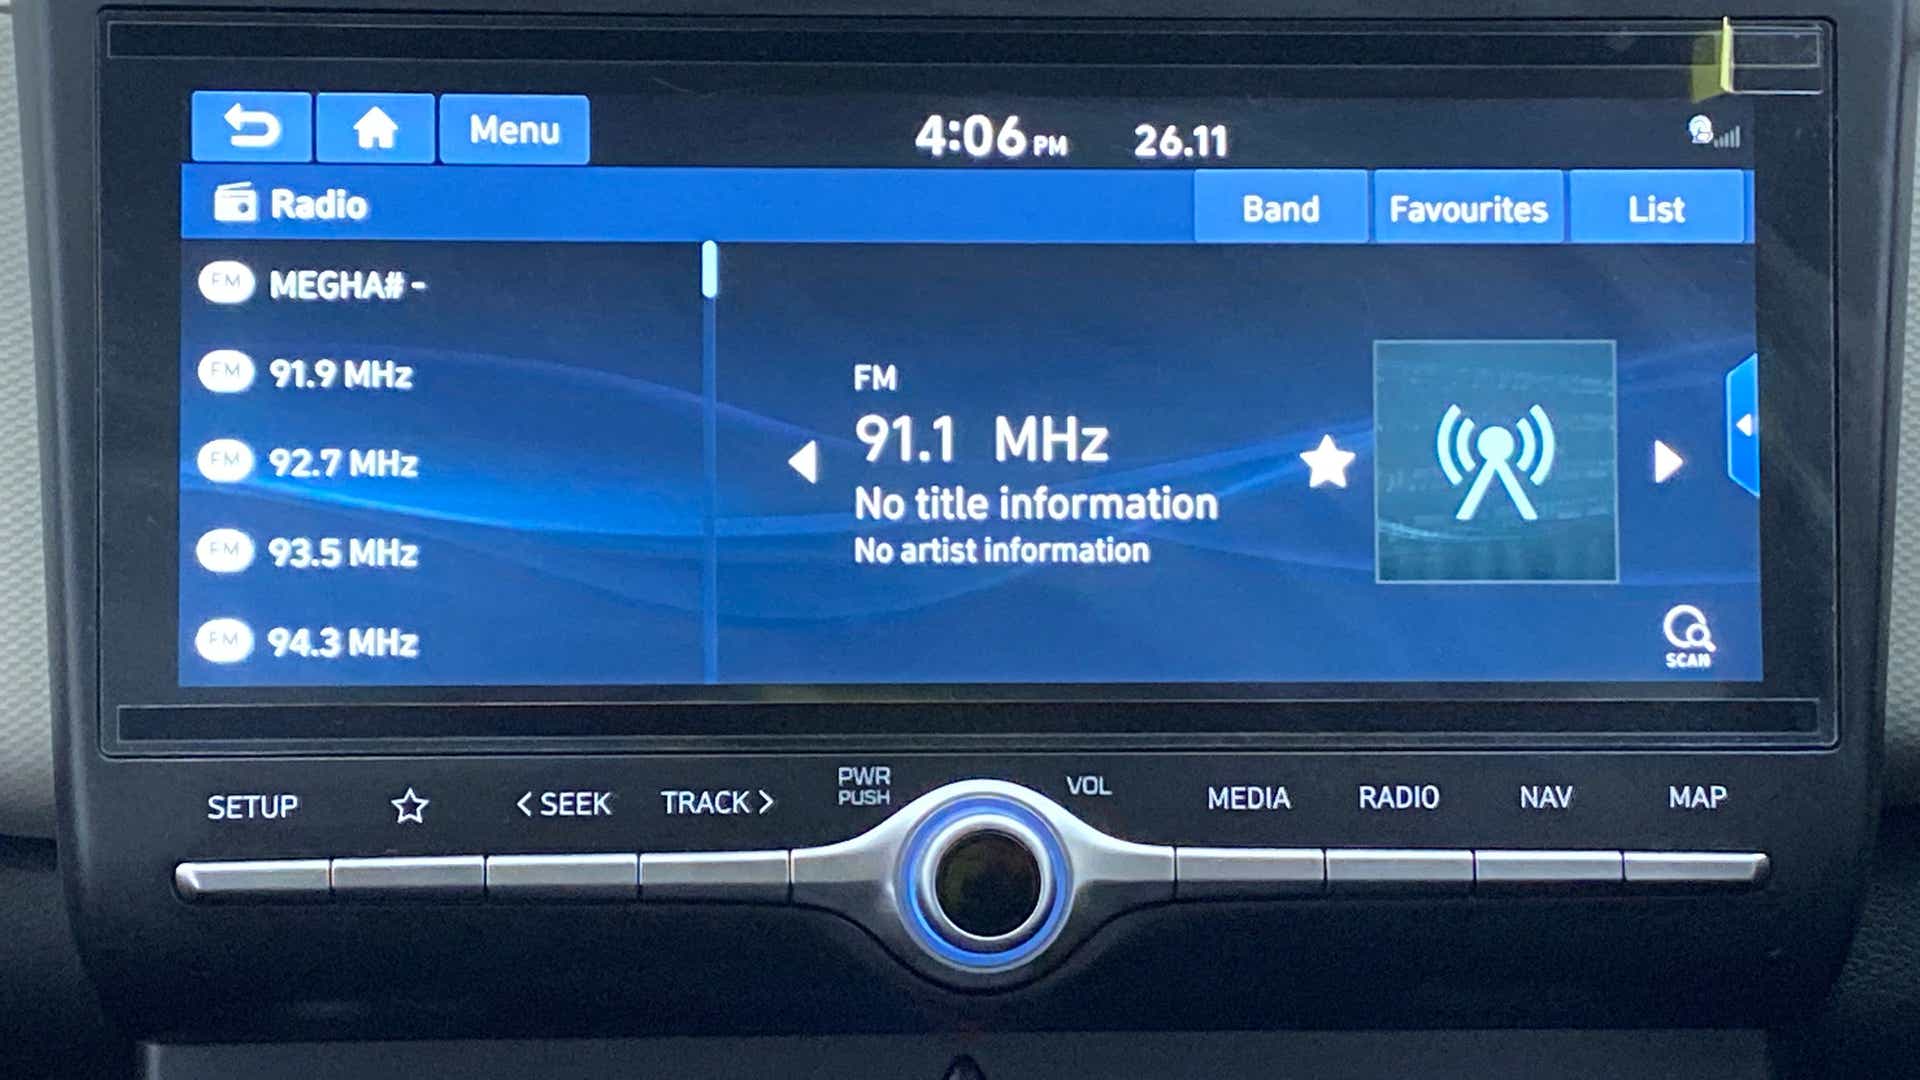 Menu
4:06 PM 26.11
Radio
Band Favourites List
FM MEGHA# -
FM 91.9 MHz
FM 92.7 MHz
FM 93.5 MHz
FM 94.3 MHz
FM
91.1 MHz
No title information
No artist information
SCAN
SETUP < SEEK TRACK > PWR PUSH VOL MEDIA RADIO NAV MAP